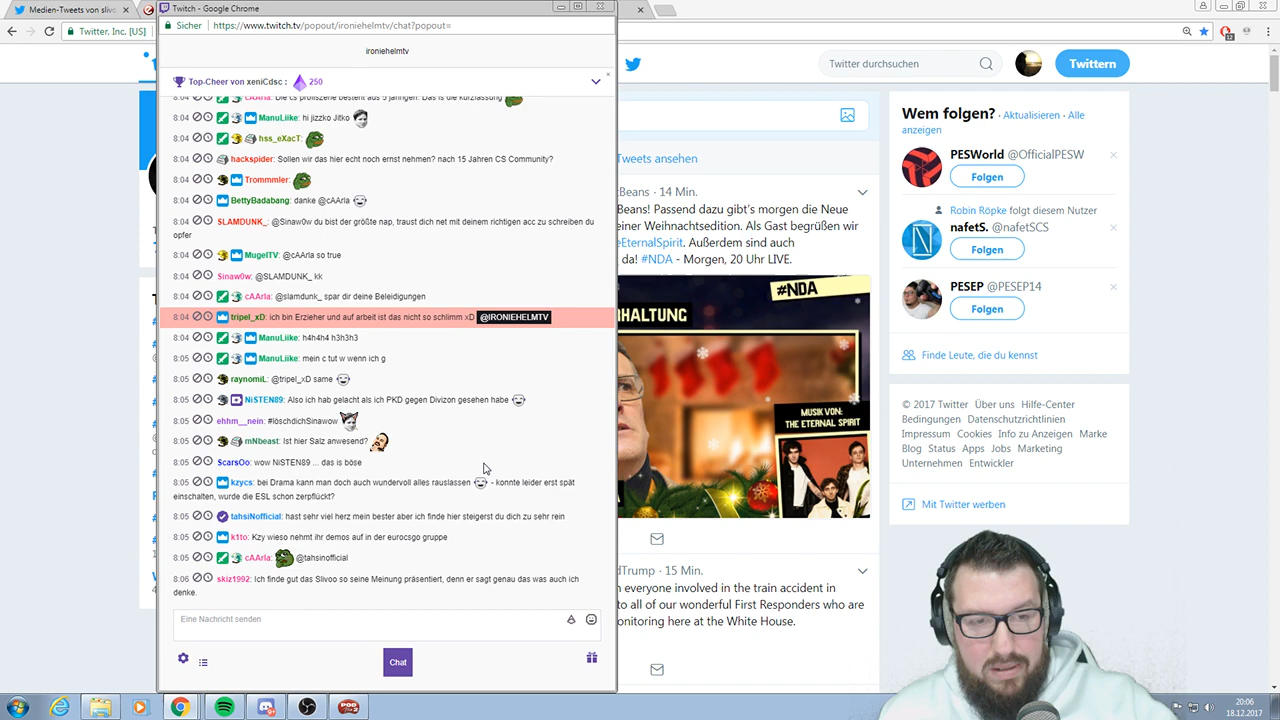 Medien-Tweets von slivo
Twitch - Google Chrome
Sicher https://www.twitch.tv/popout/ironiehelmtv/chat?popout=
Twitter, Inc. [US]
ironiehelmtv
Twitter durchsuchen
Twittern
Top-Cheer von xeniCdsc : 250
8:04 cAArla: Die cs profiszene besteht aus 5 jährigen. Das is die kurzfassung
8:04 ManuLiike: hi jizzko Jitko
8:04 hss_eXacT:
8:04 hackspider: Sollen wir das hier echt noch ernst nehmen? nach 15 Jahren CS Community?
8:04 Trommmler:
8:04 BettyBadabang: danke @cAArla
8:04 SLAMDUNK_: @Sinaw0w du bist der größte nap, traust dich net mit deinem richtigen acc zu schreiben du
opfer
8:04 MugelTV: @cAArla so true
8:04 Sinaw0w: @SLAMDUNK_ kk
8:04 cAArla: @slamdunk_ spar dir deine Beleidigungen
8:04 tripel_xD: ich bin Erzieher und auf arbeit ist das nicht so schlimm xD @IRONIEHELMTV
8:04 ManuLiike: h4h4h4 h3h3h3
8:05 ManuLiike: mein c tut w wenn ich g
8:05 raynomiL: @tripel_xD same
8:05 NiSTEN89: Also ich hab gelacht als ich PKD gegen Divizon gesehen habe
8:05 ehhm__nein: #löschdichSinawow
8:05 mNbeast: Ist hier Salz anwesend?
8:05 ScarsOo: wow NiSTEN89 ... das is böse
8:05 kzycs: bei Drama kann man doch auch wundervoll alles rauslassen - konnte leider erst spät
einschalten, wurde die ESL schon zerpflückt?
8:05 tahsiNofficial: hast sehr viel herz mein bester aber ich finde hier steigerst du dich zu sehr rein
8:05 k1to: Kzy wieso nehmt ihr demos auf in der eurocsgo gruppe
8:05 cAArla: @tahsinofficial
8:06 skiz1992: Ich finde gut das Slivoo so seine Meinung präsentiert, denn er sagt genau das was auch ich
denke.
Eine Nachricht senden
Chat
Tweets ansehen
tBeans · 14 Min.
Beans! Passend dazu gibt's morgen die Neue
einer Weihnachtsedition. Als Gast begrüßen wir
eEternalSpirit. Außerdem sind auch
da! #NDA - Morgen, 20 Uhr LIVE.
#NDA
HALTUNG
MUSIK VON:
THE ETERNAL SPIRIT
dTrump · 15 Min.
n everyone involved in the train accident in
to all of our wonderful First Responders who are
onitoring here at the White House.
Wem folgen? · Aktualisieren · Alle
anzeigen
PESWorld @OfficialPESW
Folgen
Robin Röpke folgt diesem Nutzer
nafetS. @nafetSCS
Folgen
PESEP @PESEP14
Folgen
Finde Leute, die du kennst
© 2017 Twitter Über uns Hilfe-Center
Bedingungen Datenschutzrichtlinien
Impressum Cookies Info zu Anzeigen Marke
Blog Status Apps Jobs Marketing
Unternehmen Entwickler
Mit Twitter werben
20:06
18.12.2017